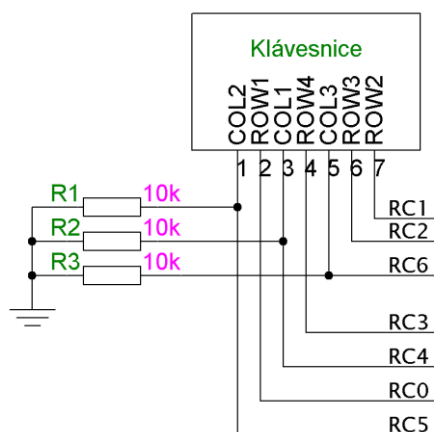 Klávesnice
COL2 ROW1 COL1 ROW4 COL3 ROW3 ROW2
1 2 3 4 5 6 7
R1 10k
R2 10k
R3 10k
RC1
RC2
RC6
RC3
RC4
RC0
RC5